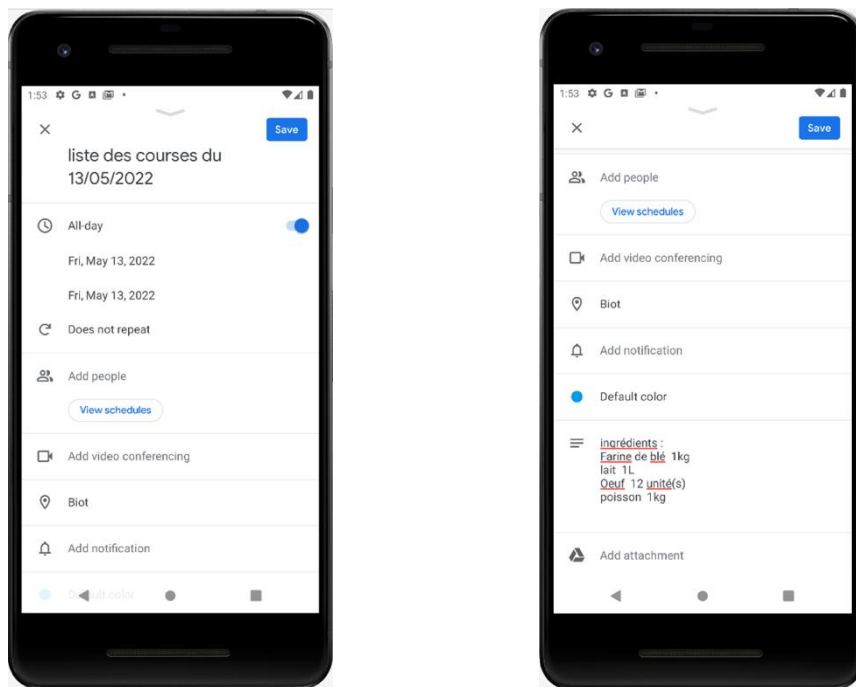 1:53
Save
liste des courses du
13/05/2022
All-day
Fri, May 13, 2022
Fri, May 13, 2022
Does not repeat
Add people
View schedules
Add video conferencing
Biot
Add notification
Default color
1:53
Save
Add people
View schedules
Add video conferencing
Biot
Add notification
Default color
ingrédients :
Farine de blé 1kg
lait 1L
Oeuf 12 unité(s)
poisson 1kg
Add attachment